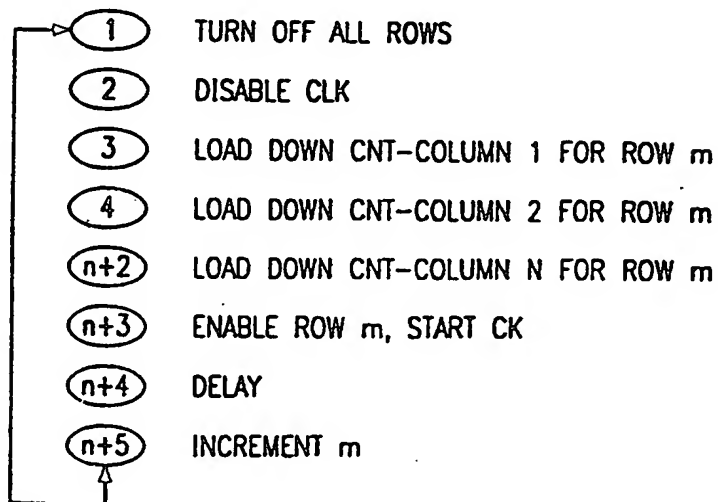 1 TURN OFF ALL ROWS
2 DISABLE CLK
3 LOAD DOWN CNT-COLUMN 1 FOR ROW m
4 LOAD DOWN CNT-COLUMN 2 FOR ROW m
n+2 LOAD DOWN CNT-COLUMN N FOR ROW m
n+3 ENABLE ROW m, START CK
n+4 DELAY
n+5 INCREMENT m